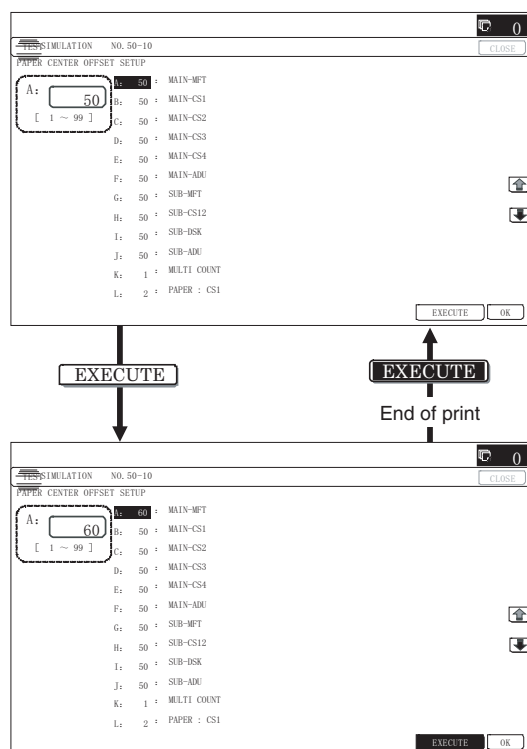 0
TEST SIMULATION NO. 50-10
CLOSE
PAPER CENTER OFFSET SETUP
A: 50
[ 1 ~ 99 ]
A: 50 : MAIN-MFT
B: 50 : MAIN-CS1
C: 50 : MAIN-CS2
D: 50 : MAIN-CS3
E: 50 : MAIN-CS4
F: 50 : MAIN-ADU
G: 50 : SUB-MFT
H: 50 : SUB-CS12
I: 50 : SUB-DSK
J: 50 : SUB-ADU
K: 1 : MULTI COUNT
L: 2 : PAPER : CS1
EXECUTE OK
EXECUTE
EXECUTE
End of print
0
TEST SIMULATION NO. 50-10
CLOSE
PAPER CENTER OFFSET SETUP
A: 60
[ 1 ~ 99 ]
A: 60 : MAIN-MFT
B: 50 : MAIN-CS1
C: 50 : MAIN-CS2
D: 50 : MAIN-CS3
E: 50 : MAIN-CS4
F: 50 : MAIN-ADU
G: 50 : SUB-MFT
H: 50 : SUB-CS12
I: 50 : SUB-DSK
J: 50 : SUB-ADU
K: 1 : MULTI COUNT
L: 2 : PAPER : CS1
EXECUTE OK